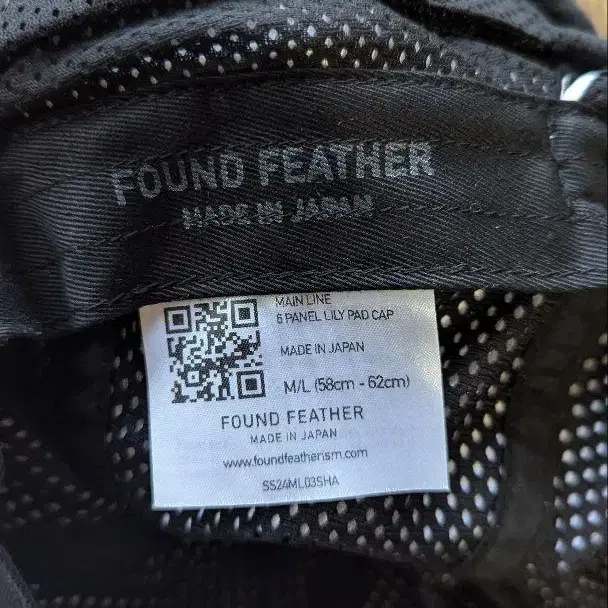 FOUND FEATHER
MADE IN JAPAN
MAIN LINE
6 PANEL LILY PAD CAP
MADE IN JAPAN
M/L (58cm - 62cm)
FOUND FEATHER
MADE IN JAPAN
www.foundfeatherism.com
SS24ML03SHA